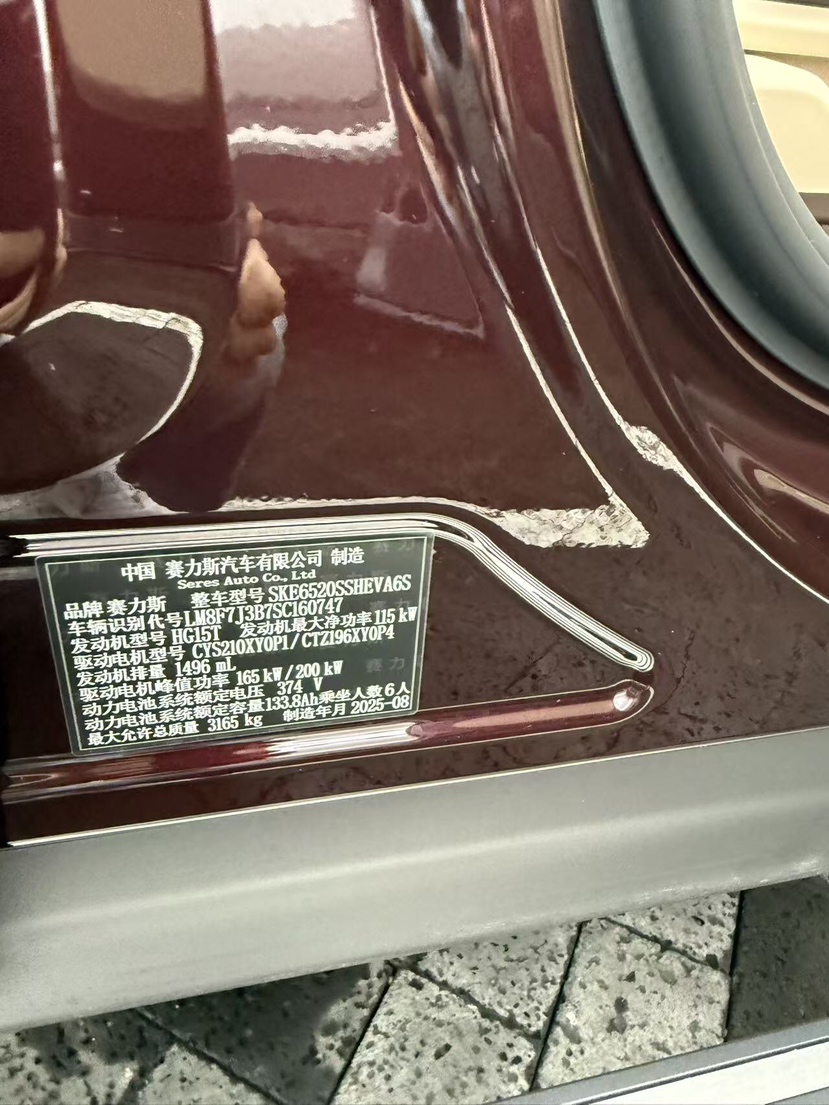 中国 赛力斯汽车有限公司 制造
Seres Auto Co., Ltd
品牌 赛力斯 整车型号 SKE6520SSHEVA6S
车辆识别代号 LM8F7J3B7SC160747
发动机型号 HG15T 发动机最大净功率 115 kW
驱动电机型号 CYS210XY0P1/CTZ196XY0P4
发动机排量 1496 mL
驱动电机峰值功率 165 kW/200 kW
动力电池系统额定电压 374 V
动力电池系统额定容量 133.8Ah 乘坐人数 6人
最大允许总质量 3165 kg 制造年月 2025-08